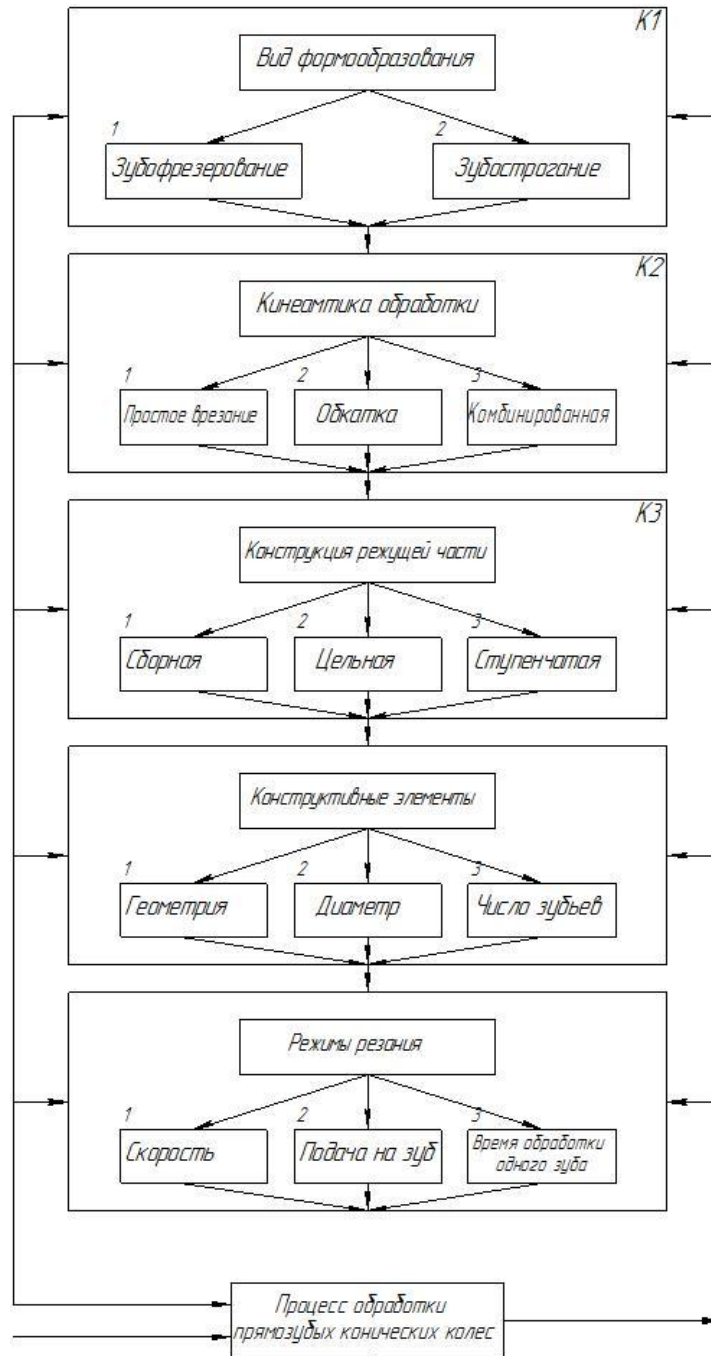 К1
Вид формообразования
1
2
Зубофрезерование
Зубострогание
К2
Кинеамтика обработки
1
2
3
Простое врезание
Обкатка
Комбинированная
К3
Конструкция режущей части
1
2
3
Сборная
Цельная
Ступенчатая
Конструктивные элементы
1
2
3
Геометрия
Диаметр
Число зубьев
Режимы резания
1
2
3
Скорость
Подача на зуб
Время обработки
одного зуба
Процесс обработки
прямозубых конических колес